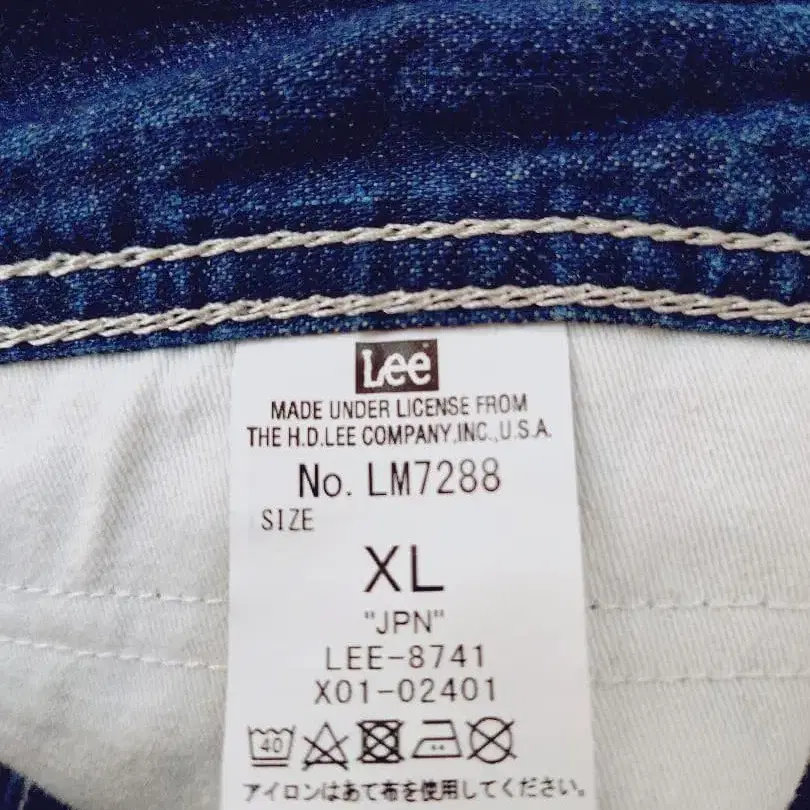 Lee
MADE UNDER LICENSE FROM
THE H.D.LEE COMPANY,INC.,U.S.A.
No. LM7288
SIZE
XL
"JPN"
LEE-8741
X01-02401
40
アイロンはあて布を使用してください。